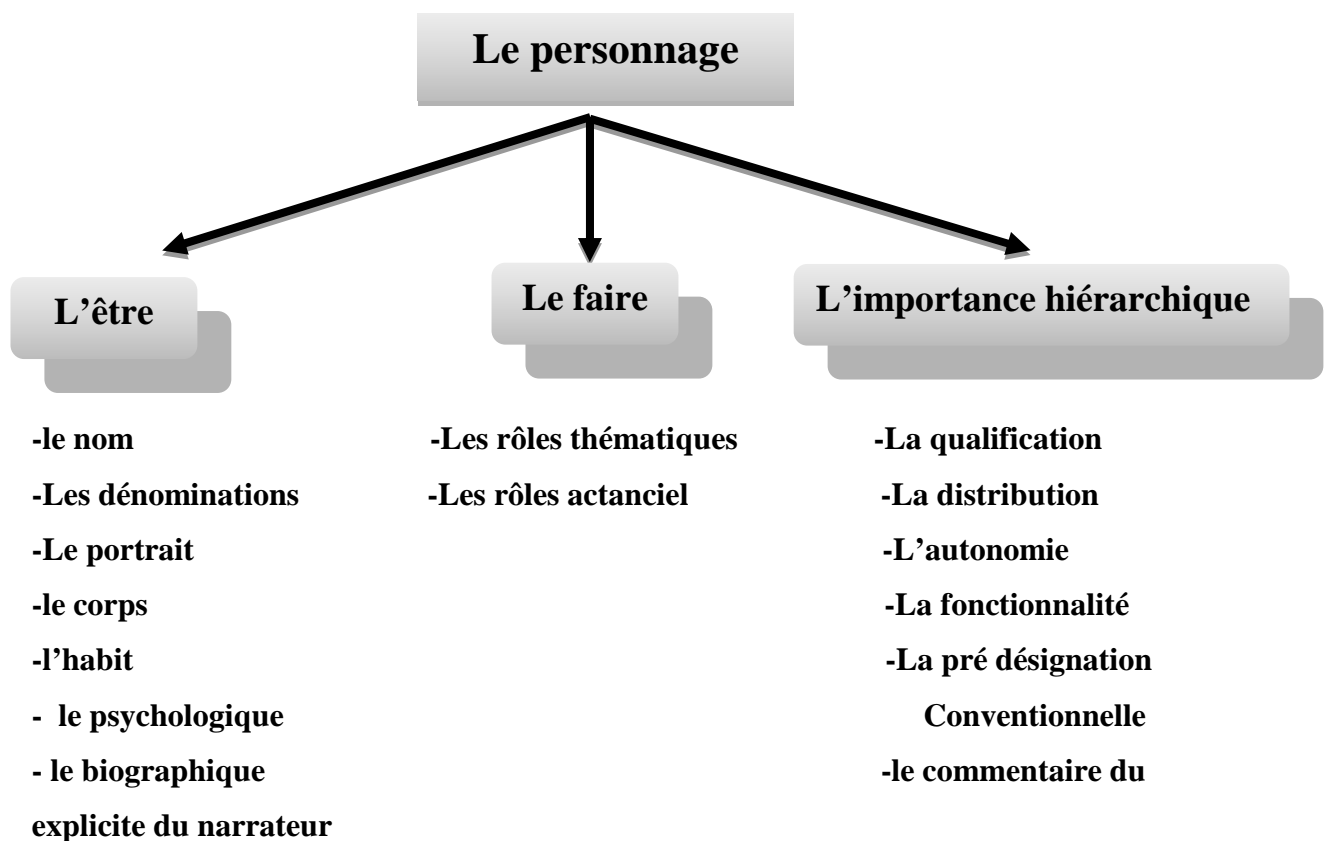 Le personnage
L’être
Le faire
L’importance hiérarchique
-le nom
-Les dénominations
-Le portrait
-le corps
-l’habit
- le psychologique
- le biographique
explicite du narrateur
-Les rôles thématiques
-Les rôles actanciel
-La qualification
-La distribution
-L’autonomie
-La fonctionnalité
-La pré désignation
Conventionnelle
-le commentaire du